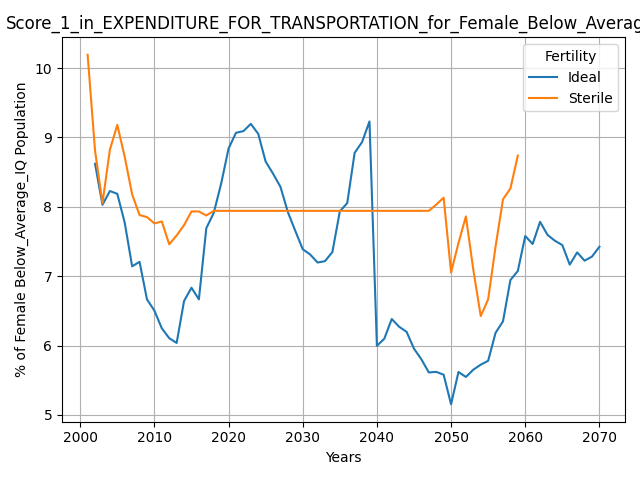 Score_1_in_EXPENDITURE_FOR_TRANSPORTATION_for_Female_Below_Averag
Fertility
Ideal
Sterile
% of Female Below_Average_IQ Population
10
9
8
7
6
5
2000 2010 2020 2030 2040 2050 2060 2070
Years